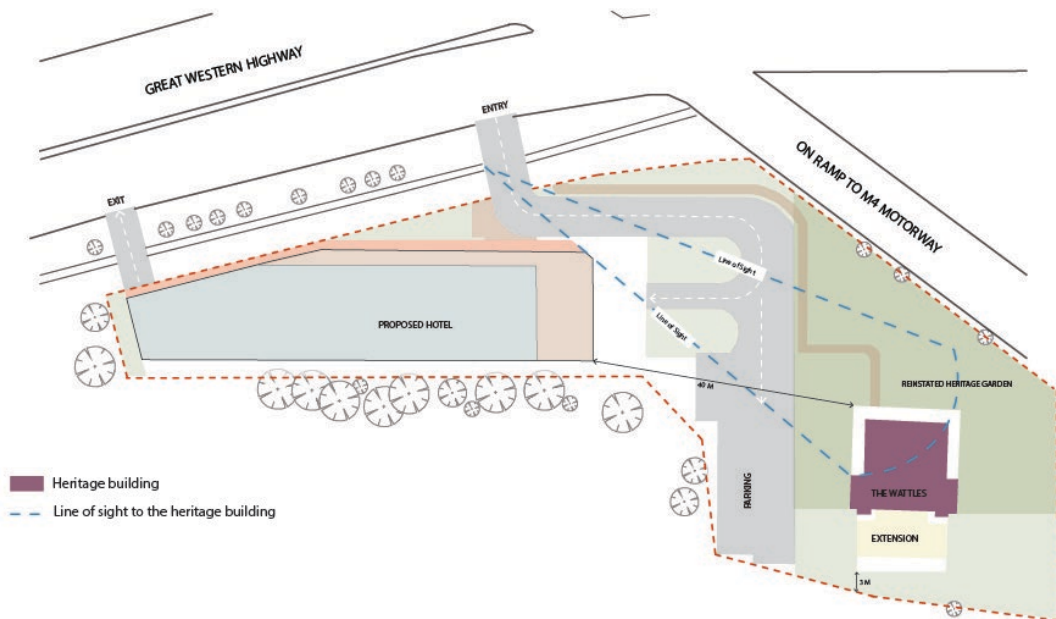 GREAT WESTERN HIGHWAY
ENTRY
ON RAMP TO M4 MOTORWAY
EXIT
Line of Sight
PROPOSED HOTEL
Line of Sight
40 M
REINSTATED HERITAGE GARDEN
PARKING
THE WATTLES
EXTENSION
3 M
Heritage building
Line of sight to the heritage building